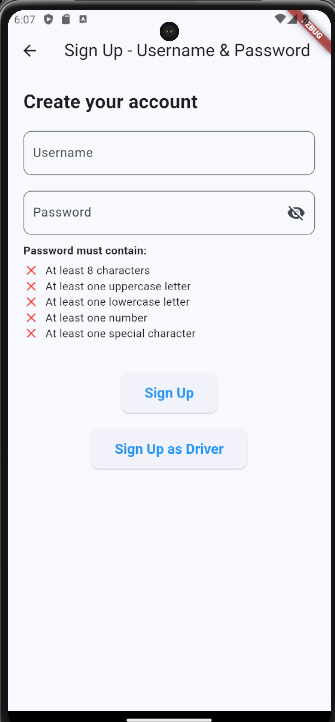 6:07
DEBUG
Sign Up - Username & Password
Create your account
Username
Password
Password must contain:
At least 8 characters
At least one uppercase letter
At least one lowercase letter
At least one number
At least one special character
Sign Up
Sign Up as Driver